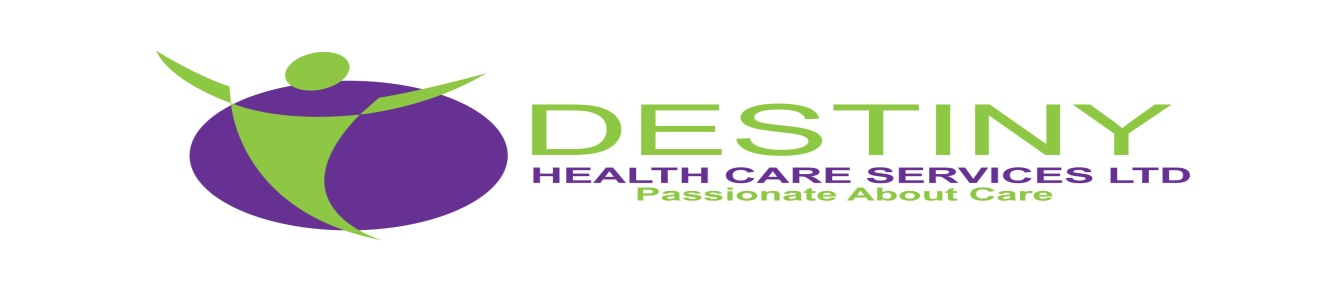 DESTINY
HEALTH CARE SERVICES LTD
Passionate About Care